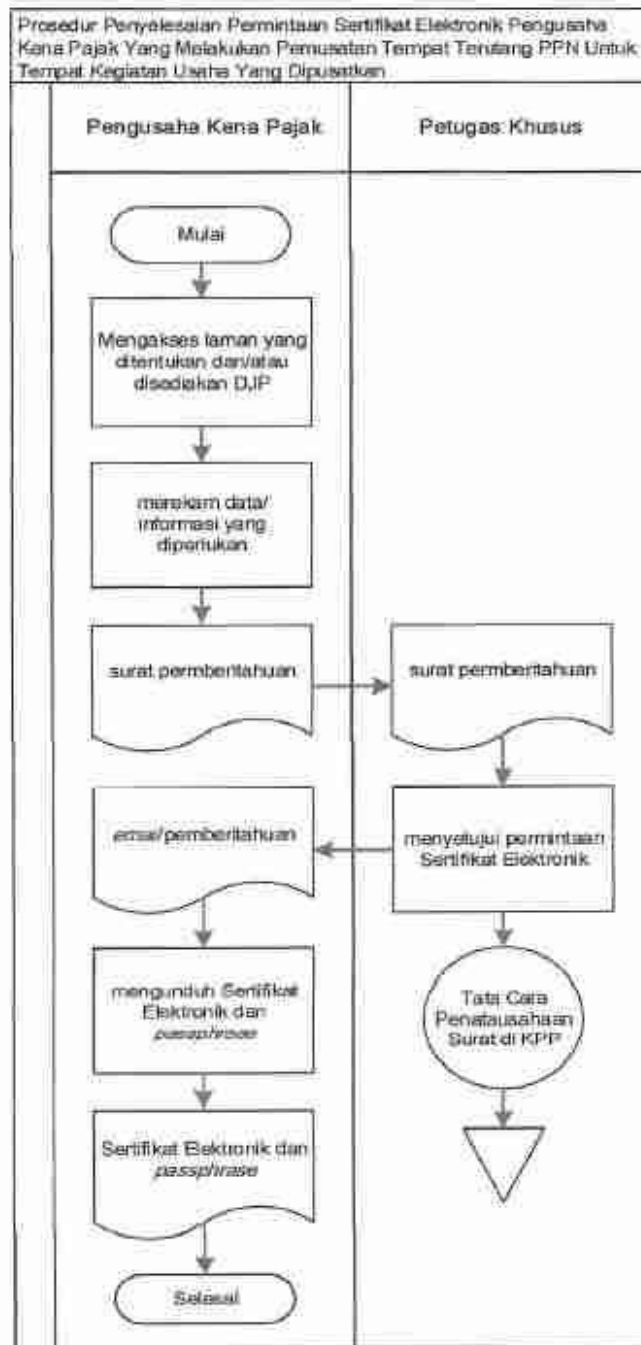 Prosedur Penyelesaian Permintaan Sertifikat Elektronik Pengusaha
Kena Pajak Yang Melakukan Pemusatan Tempat Terutang PPN Untuk
Tempat Kegiatan Usaha Yang Dipusatkan
Pengusaha Kena Pajak
Petugas Khusus
Mulai
Mengakses laman yang
ditentukan dan/atau
disediakan DJP
merekam data/
informasi yang
diperlukan
surat permberitahuan
surat permberitahuan
email pemberitahuan
menyetujui permintaan
Sertifikat Elektronik
mengunduh Sertifikat
Elektronik dan
passphrase
Tata Cara
Penatausahaan
Surat di KPP
Sertifikat Elektronik dan
passphrase
Selesai